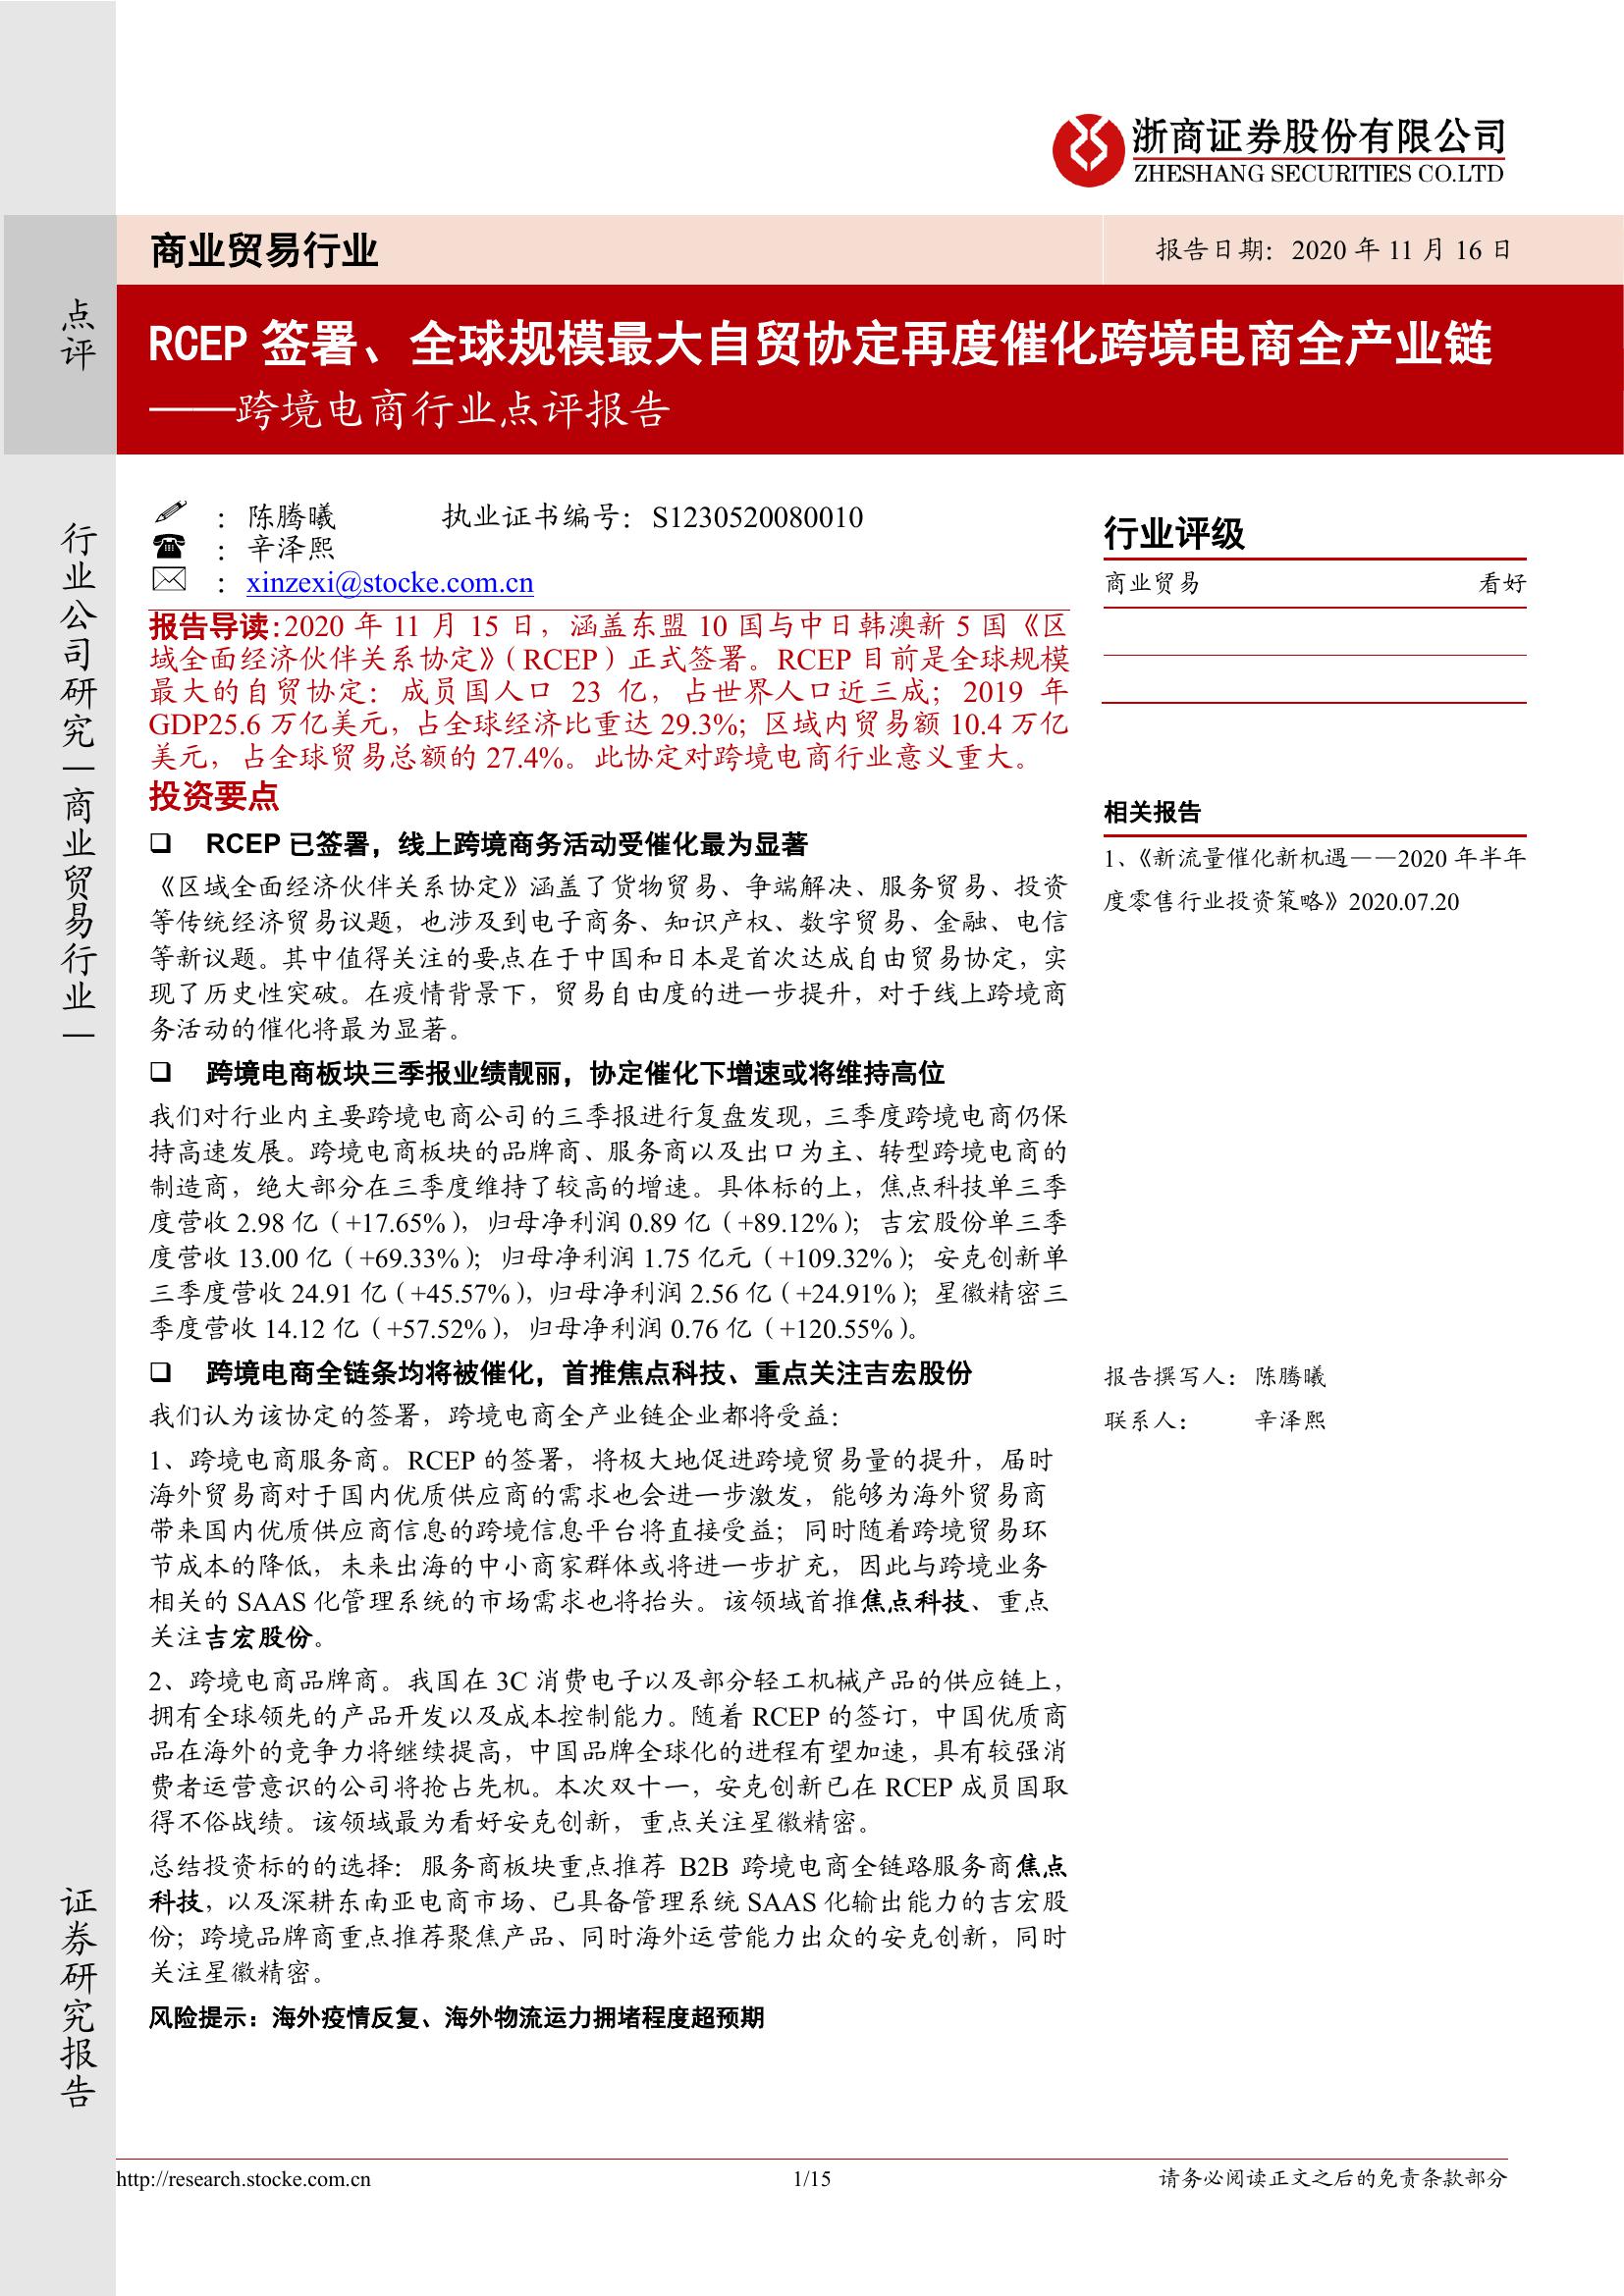 浙商证券股份有限公司
ZHESHANG SECURITIES CO.LTD
商业贸易行业
报告日期：2020 年 11 月 16 日
点评
RCEP 签署、全球规模最大自贸协定再度催化跨境电商全产业链
——跨境电商行业点评报告
行业公司研究｜商业贸易行业｜
证券研究报告
：陈腾曦 执业证书编号：S1230520080010
：辛泽熙
：xinzexi@stocke.com.cn
报告导读：2020 年 11 月 15 日，涵盖东盟 10 国与中日韩澳新 5 国《区
域全面经济伙伴关系协定》（RCEP）正式签署。RCEP 目前是全球规模
最大的自贸协定：成员国人口 23 亿，占世界人口近三成；2019 年
GDP25.6 万亿美元，占全球经济比重达 29.3%；区域内贸易额 10.4 万亿
美元，占全球贸易总额的 27.4%。此协定对跨境电商行业意义重大。
投资要点
❑ RCEP 已签署，线上跨境商务活动受催化最为显著
《区域全面经济伙伴关系协定》涵盖了货物贸易、争端解决、服务贸易、投资
等传统经济贸易议题，也涉及到电子商务、知识产权、数字贸易、金融、电信
等新议题。其中值得关注的要点在于中国和日本是首次达成自由贸易协定，实
现了历史性突破。在疫情背景下，贸易自由度的进一步提升，对于线上跨境商
务活动的催化将最为显著。
❑ 跨境电商板块三季报业绩靓丽，协定催化下增速或将维持高位
我们对行业内主要跨境电商公司的三季报进行复盘发现，三季度跨境电商仍保
持高速发展。跨境电商板块的品牌商、服务商以及出口为主、转型跨境电商的
制造商，绝大部分在三季度维持了较高的增速。具体标的上，焦点科技单三季
度营收 2.98 亿（+17.65%），归母净利润 0.89 亿（+89.12%）；吉宏股份单三季
度营收 13.00 亿（+69.33%）；归母净利润 1.75 亿元（+109.32%）；安克创新单
三季度营收 24.91 亿（+45.57%），归母净利润 2.56 亿（+24.91%）；星徽精密三
季度营收 14.12 亿（+57.52%），归母净利润 0.76 亿（+120.55%）。
❑ 跨境电商全链条均将被催化，首推焦点科技、重点关注吉宏股份
我们认为该协定的签署，跨境电商全产业链企业都将受益：
1、跨境电商服务商。RCEP 的签署，将极大地促进跨境贸易量的提升，届时
海外贸易商对于国内优质供应商的需求也会进一步激发，能够为海外贸易商
带来国内优质供应商信息的跨境信息平台将直接受益；同时随着跨境贸易环
节成本的降低，未来出海的中小商家群体或将进一步扩充，因此与跨境业务
相关的 SAAS 化管理系统的市场需求也将抬头。该领域首推焦点科技、重点
关注吉宏股份。
2、跨境电商品牌商。我国在 3C 消费电子以及部分轻工机械产品的供应链上，
拥有全球领先的产品开发以及成本控制能力。随着 RCEP 的签订，中国优质商
品在海外的竞争力将继续提高，中国品牌全球化的进程有望加速，具有较强消
费者运营意识的公司将抢占先机。本次双十一，安克创新已在 RCEP 成员国取
得不俗战绩。该领域最为看好安克创新，重点关注星徽精密。
总结投资标的的选择：服务商板块重点推荐 B2B 跨境电商全链路服务商焦点
科技，以及深耕东南亚电商市场、已具备管理系统 SAAS 化输出能力的吉宏股
份；跨境品牌商重点推荐聚焦产品、同时海外运营能力出众的安克创新，同时
关注星徽精密。
风险提示：海外疫情反复、海外物流运力拥堵程度超预期
行业评级
商业贸易 看好
相关报告
1、《新流量催化新机遇——2020 年半年
度零售行业投资策略》2020.07.20
报告撰写人：陈腾曦
联系人： 辛泽熙
http://research.stocke.com.cn 1/15 请务必阅读正文之后的免责条款部分